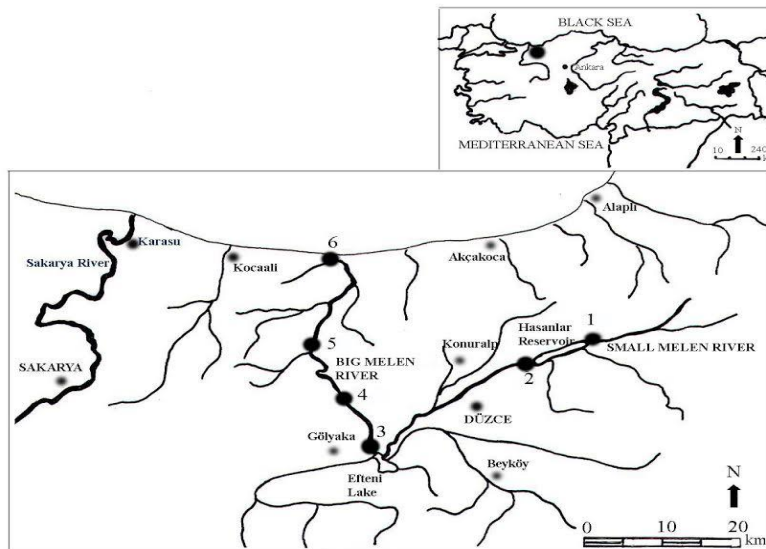 BLACK SEA
Ankara
MEDITERRANEAN SEA
N
10 240
6
Alaplı
Karasu
Sakarya River
Kocaali
Akçakoca
1
Hasanlar
Reservoir
Konuralp
SMALL MELEN RIVER
5
BIG MELEN
RIVER
2
SAKARYA
4
DÜZCE
3
Gölyaka
Beyköy
N
Efteni
Lake
0 10 20
km